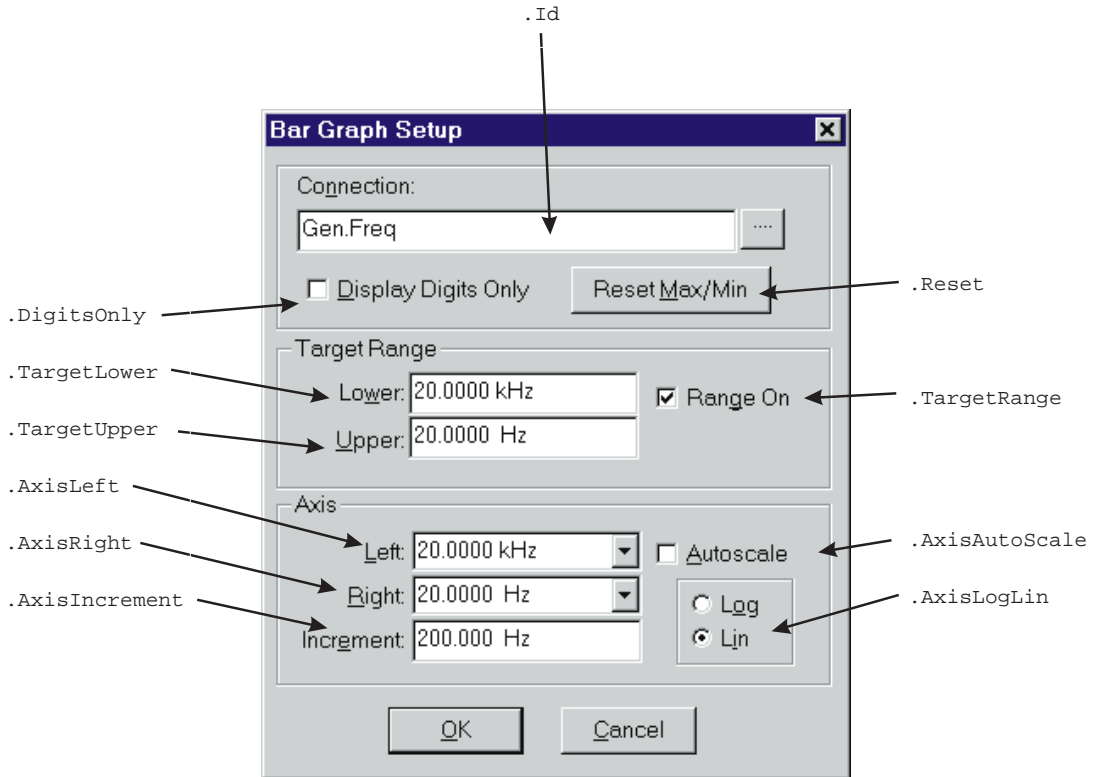 .Id
Bar Graph Setup
Connection:
Gen.Freq
....
Display Digits Only
Reset Max/Min
.Reset
.DigitsOnly
Target Range
.TargetLower
Lower: 20.0000 kHz
Range On
.TargetRange
.TargetUpper
Upper: 20.0000 Hz
.AxisLeft
Axis
Left: 20.0000 kHz
Autoscale
.AxisAutoScale
.AxisRight
Right: 20.0000 Hz
Log
.AxisLogLin
.AxisIncrement
Increment: 200.000 Hz
Lin
OK
Cancel